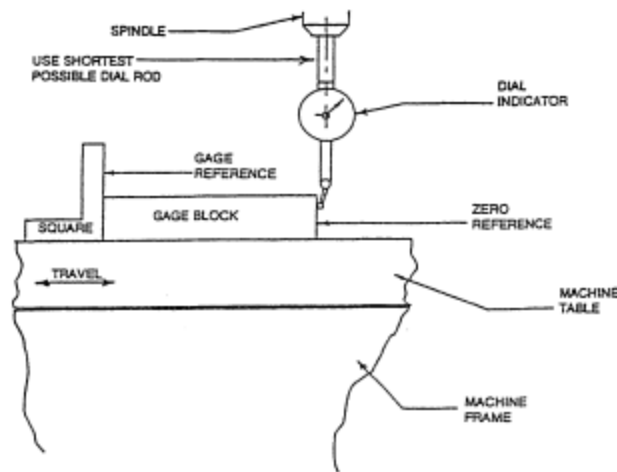 SPINDLE
USE SHORTEST
POSSIBLE DIAL ROD
DIAL
INDICATOR
GAGE
REFERENCE
GAGE BLOCK
SQUARE
ZERO
REFERENCE
TRAVEL
MACHINE
TABLE
MACHINE
FRAME